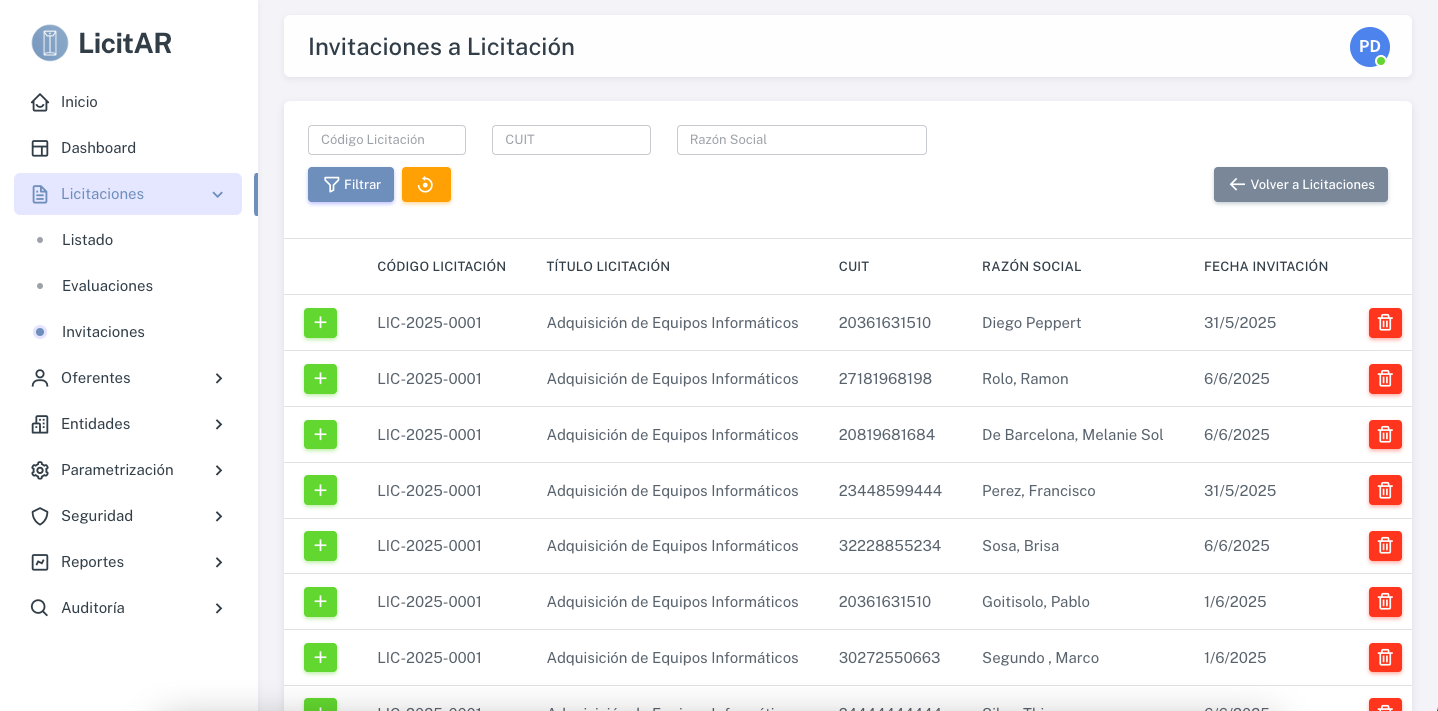 LicitAR
Inicio
Dashboard
Licitaciones
Listado
Evaluaciones
Invitaciones
Oferentes
Entidades
Parametrización
Seguridad
Reportes
Auditoría
Invitaciones a Licitación
PD
Código Licitación CUIT Razón Social
Filtrar Volver a Licitaciones
CÓDIGO LICITACIÓN TÍTULO LICITACIÓN CUIT RAZÓN SOCIAL FECHA INVITACIÓN
LIC-2025-0001 Adquisición de Equipos Informáticos 20361631510 Diego Peppert 31/5/2025
LIC-2025-0001 Adquisición de Equipos Informáticos 27181968198 Rolo, Ramon 6/6/2025
LIC-2025-0001 Adquisición de Equipos Informáticos 20819681684 De Barcelona, Melanie Sol 6/6/2025
LIC-2025-0001 Adquisición de Equipos Informáticos 23448599444 Perez, Francisco 31/5/2025
LIC-2025-0001 Adquisición de Equipos Informáticos 32228855234 Sosa, Brisa 6/6/2025
LIC-2025-0001 Adquisición de Equipos Informáticos 20361631510 Goitisolo, Pablo 1/6/2025
LIC-2025-0001 Adquisición de Equipos Informáticos 30272550663 Segundo , Marco 1/6/2025